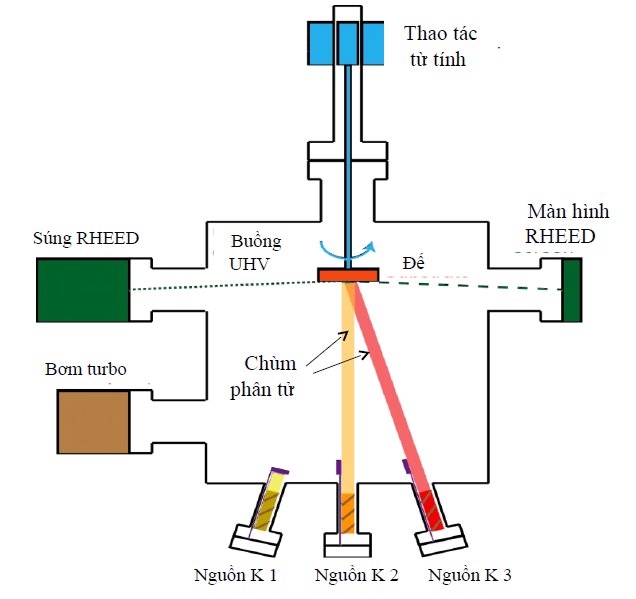 Thao tác
từ tính
Màn hình
RHEED
Súng RHEED
Buồng
UHV
Đế
Bơm turbo
Chùm
phân tử
Nguồn K 1
Nguồn K 2
Nguồn K 3